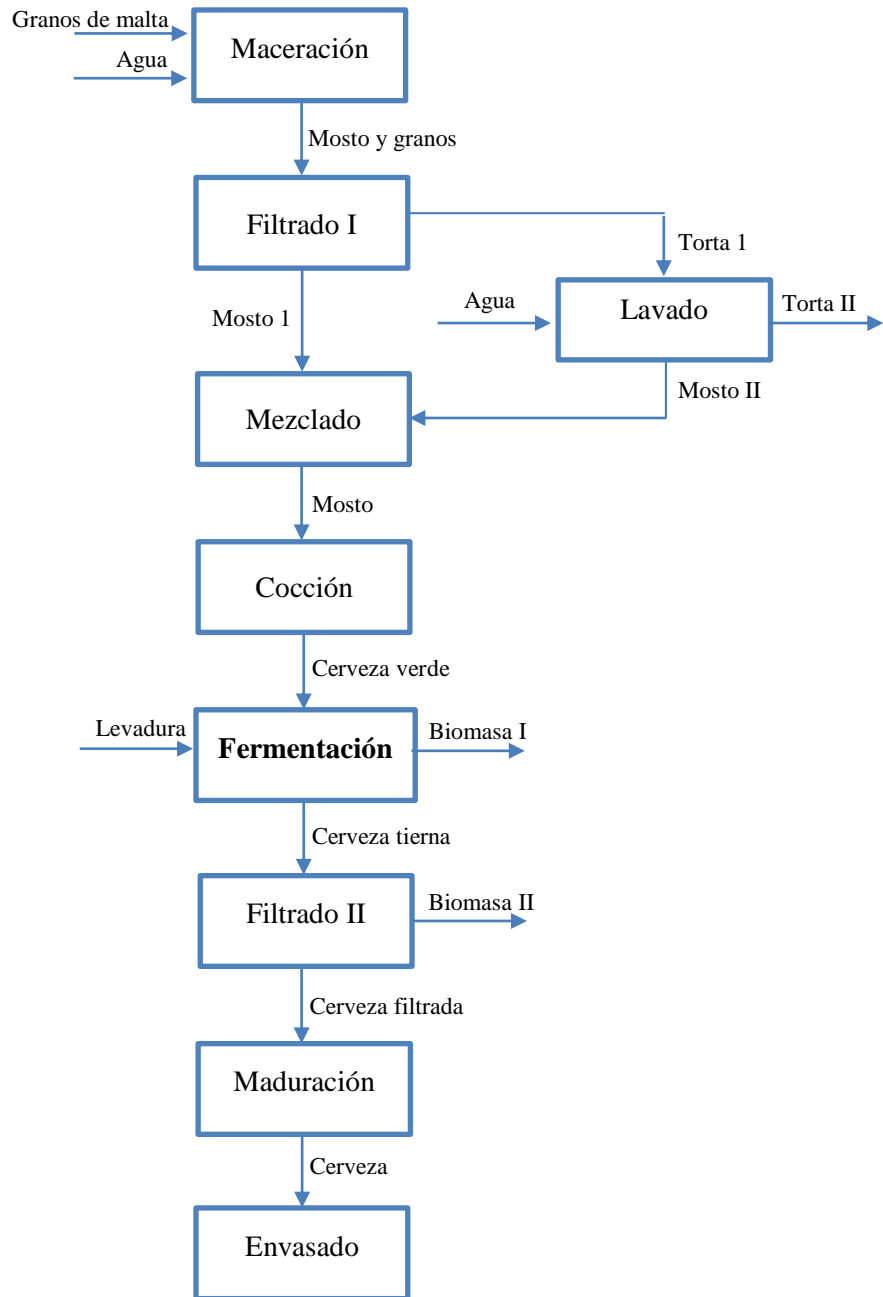 Granos de malta
Maceración
Agua
Mosto y granos
Filtrado I
Torta 1
Agua
Lavado
Torta II
Mosto 1
Mosto II
Mezclado
Mosto
Cocción
Cerveza verde
Levadura
Fermentación
Biomasa I
Cerveza tierna
Filtrado II
Biomasa II
Cerveza filtrada
Maduración
Cerveza
Envasado